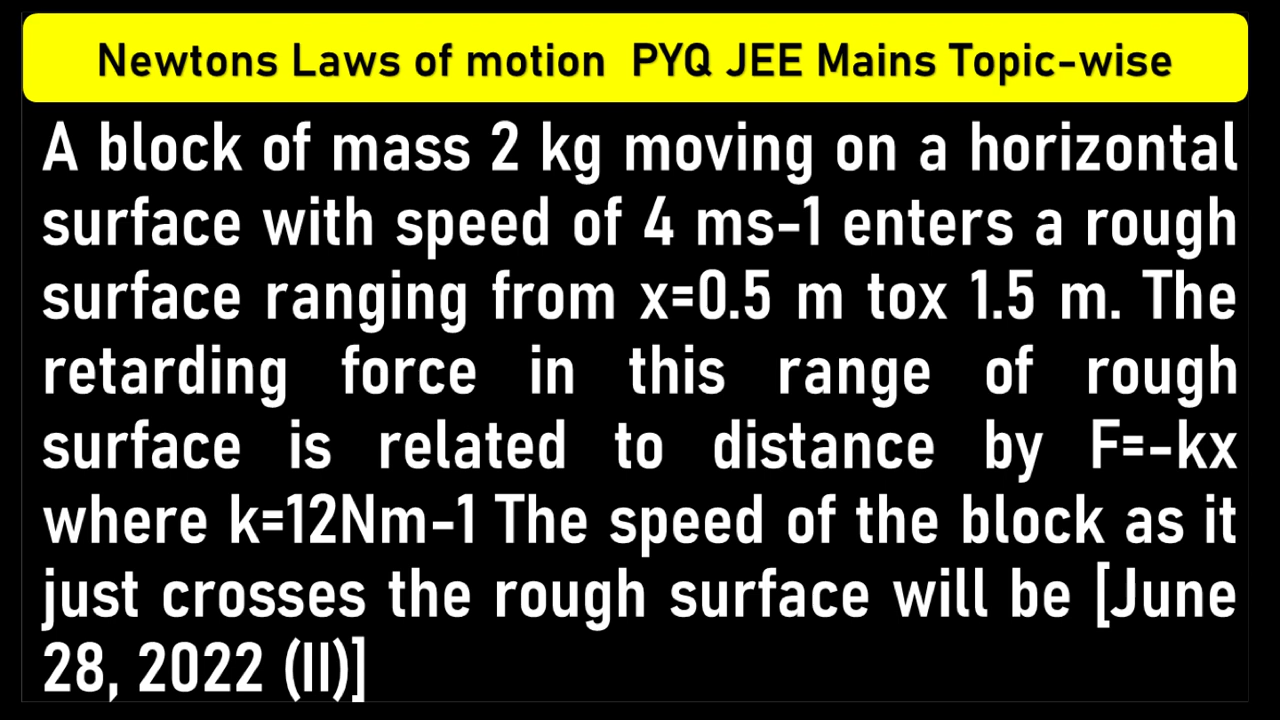 Newtons Laws of motion PYQ JEE Mains Topic-wise
A block of mass 2 kg moving on a horizontal
surface with speed of 4 ms-1 enters a rough
surface ranging from x=0.5 m tox 1.5 m. The
retarding force in this range of rough
surface is related to distance by F=-kx
where k=12Nm-1 The speed of the block as it
just crosses the rough surface will be [June
28, 2022 (II)]